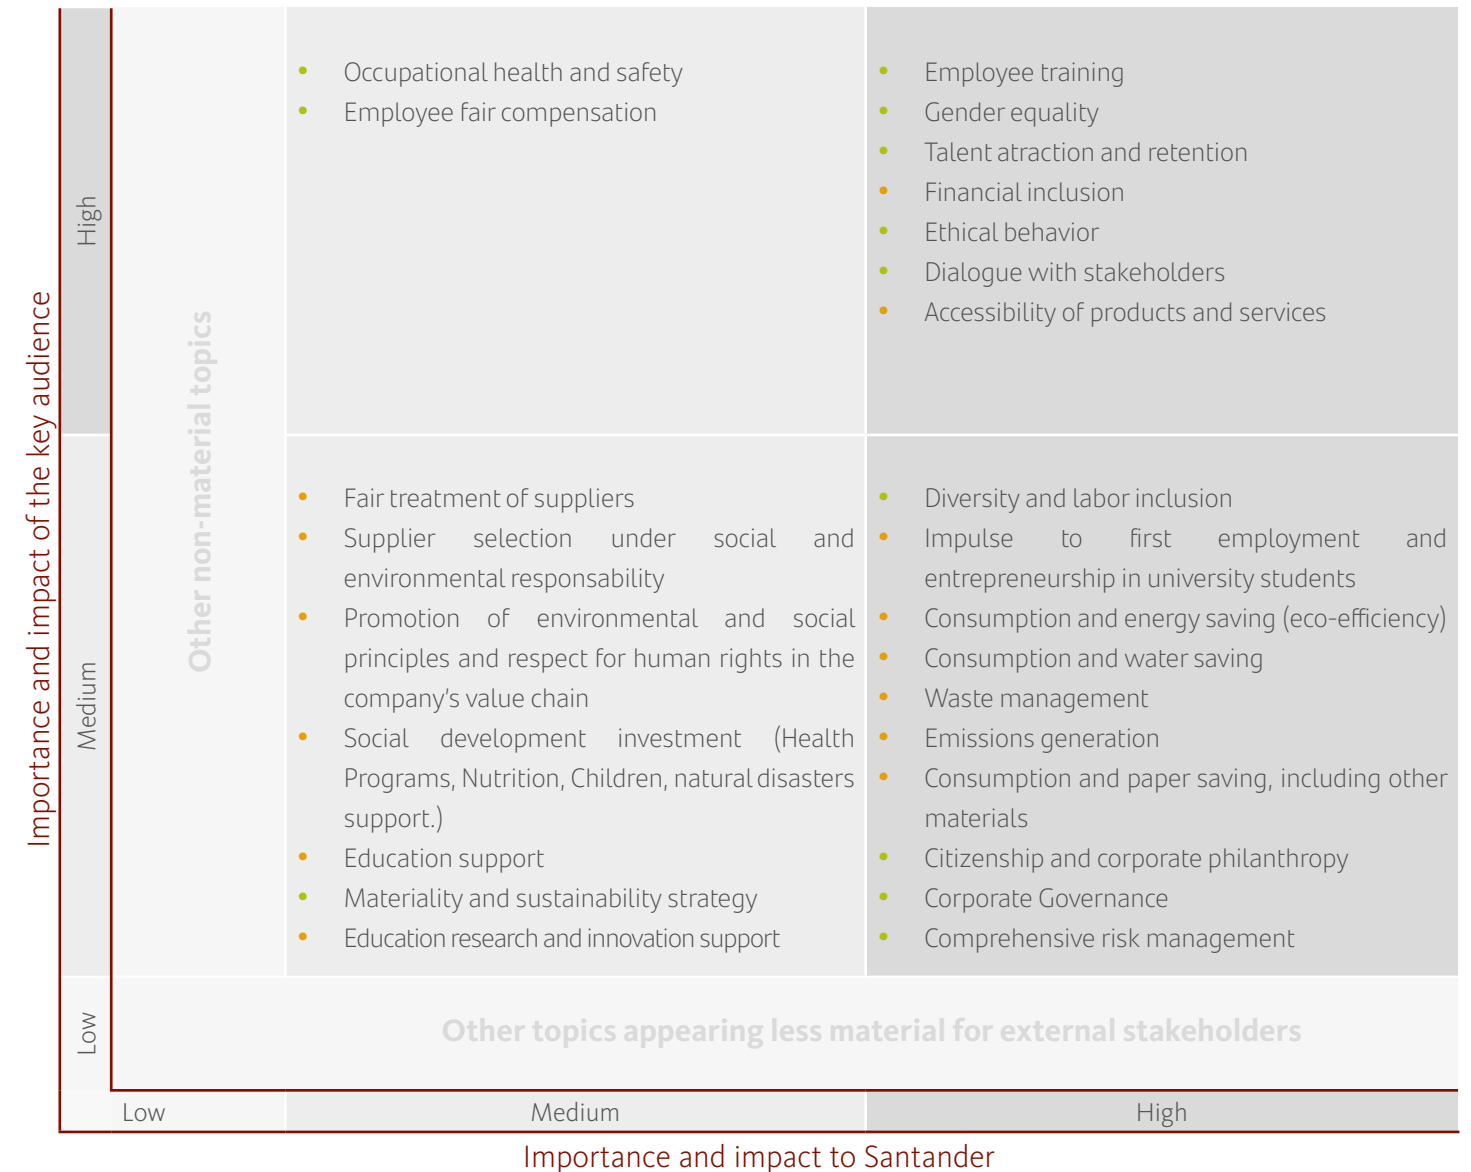 Importance and impact of the key audience
High
Medium
Low
Other non-material topics
• Occupational health and safety
• Employee fair compensation
• Employee training
• Gender equality
• Talent atraction and retention
• Financial inclusion
• Ethical behavior
• Dialogue with stakeholders
• Accessibility of products and services
• Fair treatment of suppliers
• Supplier selection under social and
environmental responsability
• Promotion of environmental and social
principles and respect for human rights in the
company's value chain
• Social development investment (Health
Programs, Nutrition, Children, natural disasters
support.)
• Education support
• Materiality and sustainability strategy
• Education research and innovation support
• Diversity and labor inclusion
• Impulse to first employment and
entrepreneurship in university students
• Consumption and energy saving (eco-efficiency)
• Consumption and water saving
• Waste management
• Emissions generation
• Consumption and paper saving, including other
materials
• Citizenship and corporate philanthropy
• Corporate Governance
• Comprehensive risk management
Other topics appearing less material for external stakeholders
Low
Medium
High
Importance and impact to Santander